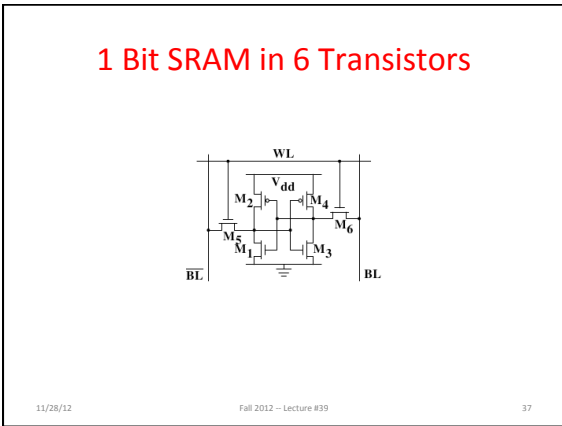 1 Bit SRAM in 6 Transistors
WL
Vdd
M2
M4
M5
M6
M1
M3
BL
BL
11/28/12
Fall 2012 -- Lecture #39
37